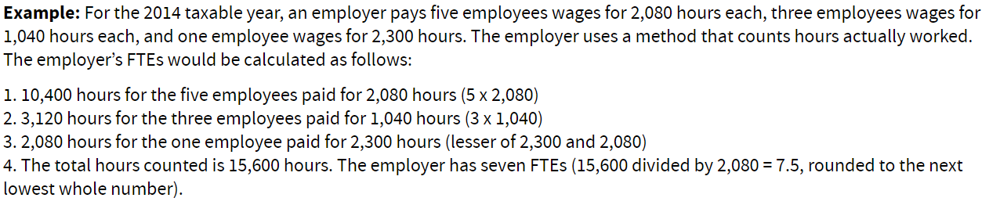 Example: For the 2014 taxable year, an employer pays five employees wages for 2,080 hours each, three employees wages for
1,040 hours each, and one employee wages for 2,300 hours. The employer uses a method that counts hours actually worked.
The employer’s FTEs would be calculated as follows:
1. 10,400 hours for the five employees paid for 2,080 hours (5 x 2,080)
2. 3,120 hours for the three employees paid for 1,040 hours (3 x 1,040)
3. 2,080 hours for the one employee paid for 2,300 hours (lesser of 2,300 and 2,080)
4. The total hours counted is 15,600 hours. The employer has seven FTEs (15,600 divided by 2,080 = 7.5, rounded to the next
lowest whole number).